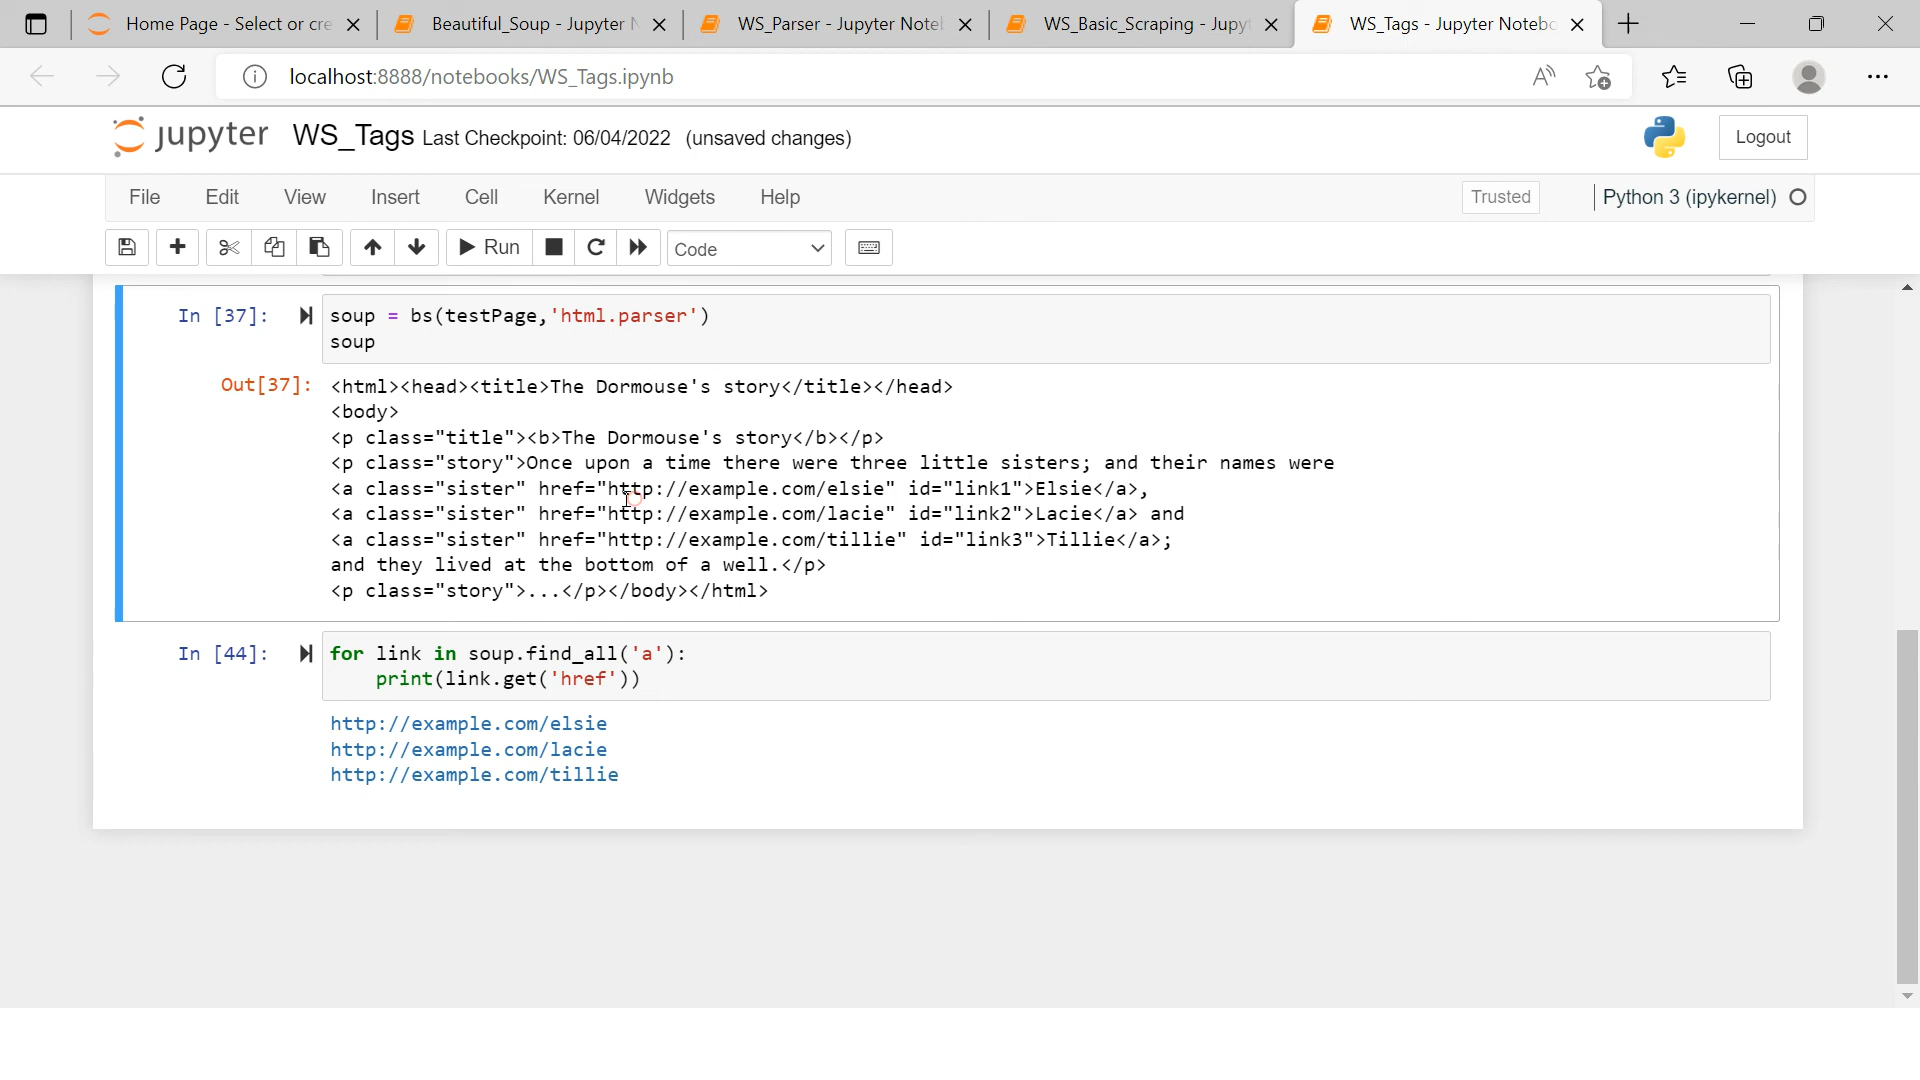 Home Page - Select or cre
Beautiful_Soup - Jupyter N
WS_Parser - Jupyter Note
WS_Basic_Scraping - Jupyt
WS_Tags - Jupyter Notebo
localhost:8888/notebooks/WS_Tags.ipynb
jupyter WS_Tags Last Checkpoint: 06/04/2022 (unsaved changes)
Logout
File Edit View Insert Cell Kernel Widgets Help
Trusted
Python 3 (ipykernel)
Run
Code
In [37]: soup = bs(testPage,'html.parser')
soup
Out[37]: <html><head><title>The Dormouse's story</title></head>
<body>
<p class="title"><b>The Dormouse's story</b></p>
<p class="story">Once upon a time there were three little sisters; and their names were
<a class="sister" href="http://example.com/elsie" id="link1">Elsie</a>,
<a class="sister" href="http://example.com/lacie" id="link2">Lacie</a> and
<a class="sister" href="http://example.com/tillie" id="link3">Tillie</a>;
and they lived at the bottom of a well.</p>
<p class="story">...</p></body></html>
In [44]: for link in soup.find_all('a'):
print(link.get('href'))
http://example.com/elsie
http://example.com/lacie
http://example.com/tillie